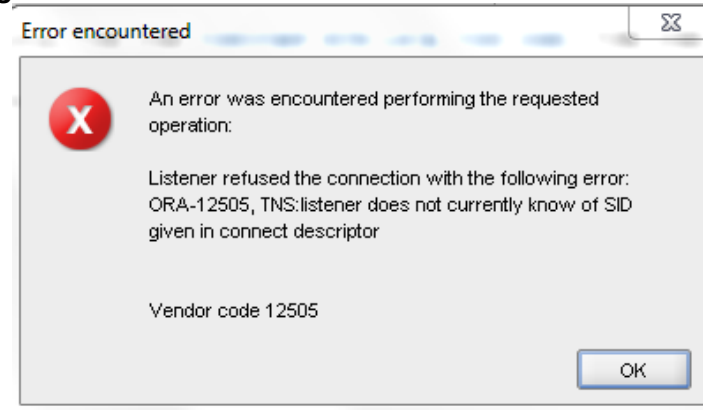 Error encountered
An error was encountered performing the requested
operation:
Listener refused the connection with the following error:
ORA-12505, TNS:listener does not currently know of SID
given in connect descriptor
Vendor code 12505
OK